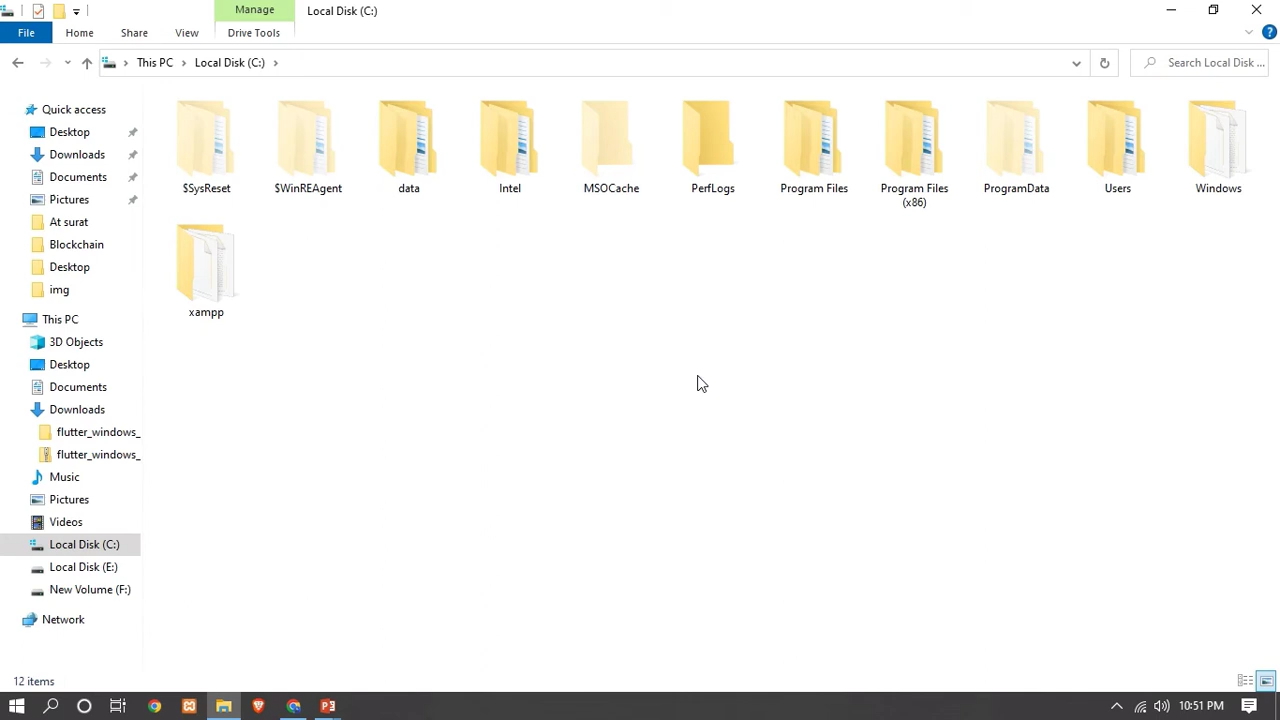 Manage
Local Disk (C:)
File
Home
Share
View
Drive Tools
This PC
Local Disk (C:)
Search Local Disk ...
Quick access
Desktop
Downloads
Documents
Pictures
At surat
Blockchain
Desktop
img
This PC
3D Objects
Desktop
Documents
Downloads
flutter_windows_
flutter_windows_
Music
Pictures
Videos
Local Disk (C:)
Local Disk (E:)
New Volume (F:)
Network
$SysReset
$WinREAgent
data
Intel
MSOCache
PerfLogs
Program Files
Program Files
(x86)
ProgramData
Users
Windows
xampp
12 items
10:51 PM